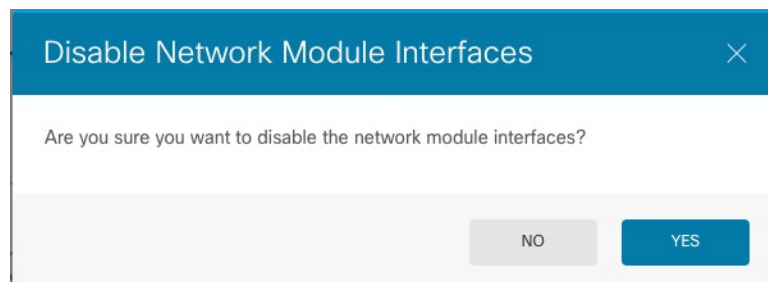 Disable Network Module Interfaces
Are you sure you want to disable the network module interfaces?
NO
YES